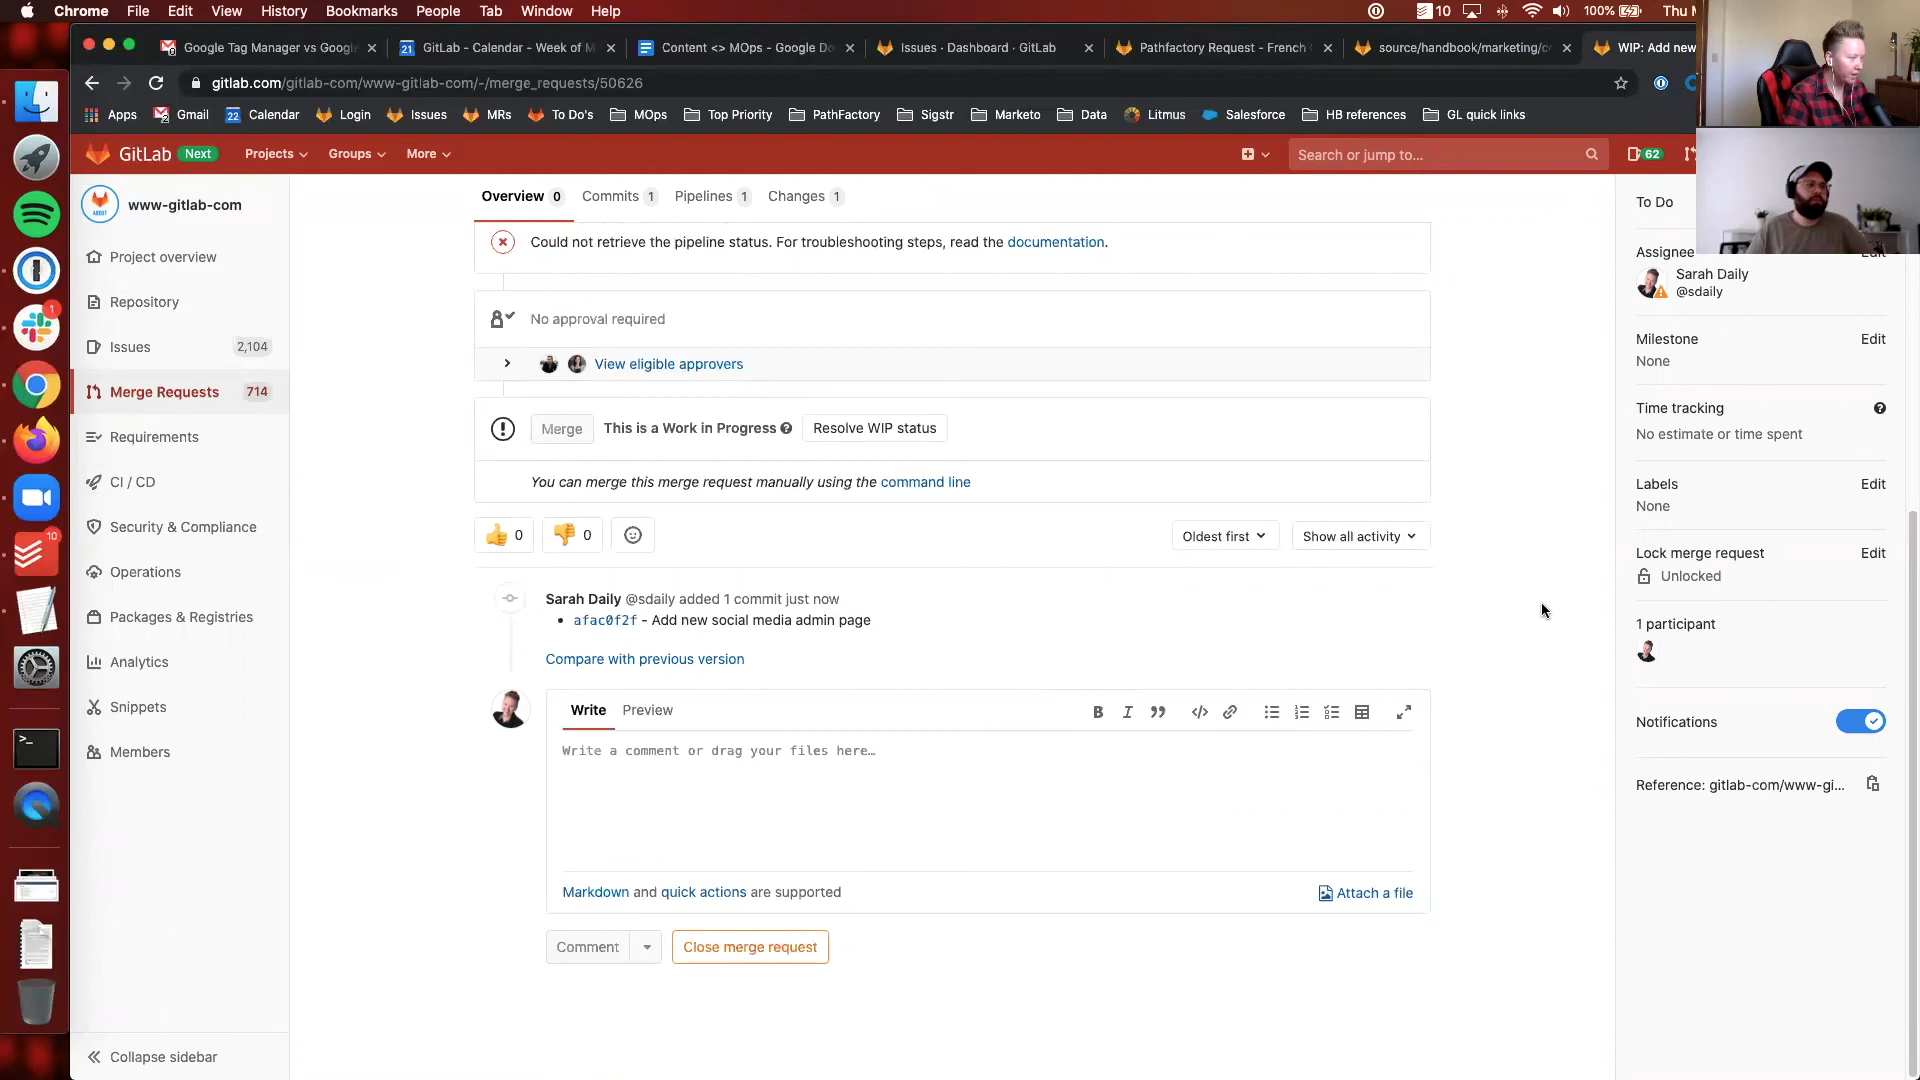 Chrome File Edit View History Bookmarks People Tab Window Help
10 100% Thu
Google Tag Manager vs Google
GitLab - Calendar - Week of M
Content <> MOps - Google Do
Issues · Dashboard · GitLab
Pathfactory Request - French
source/handbook/marketing/c
WIP: Add new
gitlab.com/gitlab-com/www-gitlab-com/-/merge_requests/50626
Apps Gmail Calendar Login Issues MRs To Do's MOps Top Priority PathFactory Sigstr Marketo Data Litmus Salesforce HB references GL quick links
GitLab Next Projects Groups More Search or jump to... 62
www-gitlab-com
Project overview
Repository
Issues 2,104
Merge Requests 714
Requirements
CI / CD
Security & Compliance
Operations
Packages & Registries
Analytics
Snippets
Members
Collapse sidebar
Overview 0 Commits 1 Pipelines 1 Changes 1
Could not retrieve the pipeline status. For troubleshooting steps, read the documentation.
No approval required
View eligible approvers
Merge This is a Work in Progress Resolve WIP status
You can merge this merge request manually using the command line
0 0
Oldest first Show all activity
Sarah Daily @sdaily added 1 commit just now
afac0f2f - Add new social media admin page
Compare with previous version
Write Preview
Write a comment or drag your files here…
Markdown and quick actions are supported
Attach a file
Comment Close merge request
To Do
Assignee Edit
Sarah Daily
@sdaily
Milestone Edit
None
Time tracking
No estimate or time spent
Labels Edit
None
Lock merge request Edit
Unlocked
1 participant
Notifications
Reference: gitlab-com/www-gi...
1
10